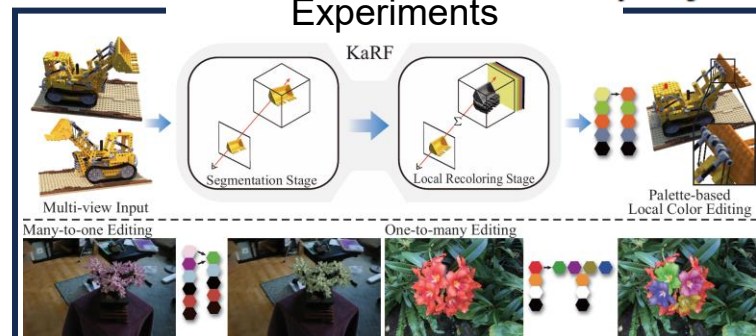 Experiments
KaRF
Σ
Segmentation Stage
Local Recoloring Stage
Multi-view Input
Palette-based
Local Color Editing
Many-to-one Editing
One-to-many Editing